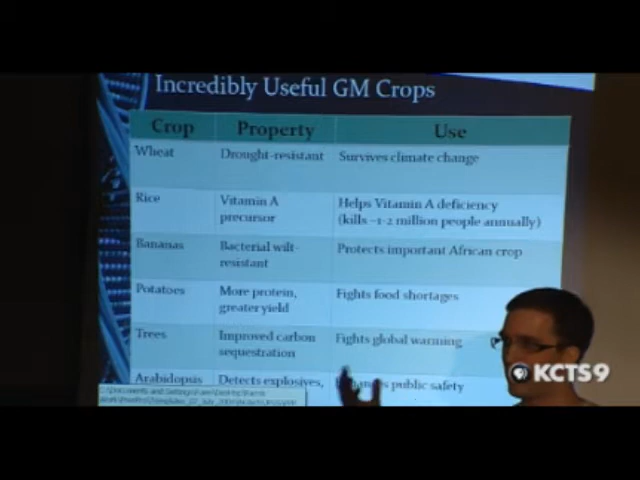 Incredibly Useful GM Crops
Crop Property Use
Wheat Drought-resistant Survives climate change
Rice Vitamin A precursor Helps Vitamin A deficiency
(kills ~1-2 million people annually)
Bananas Bacterial wilt-resistant Protects important African crop
Potatoes More protein, greater yield Fights food shortages
Trees Improved carbon sequestration Fights global warming
Arabidopsis Detects explosives, public safety
KCTS9